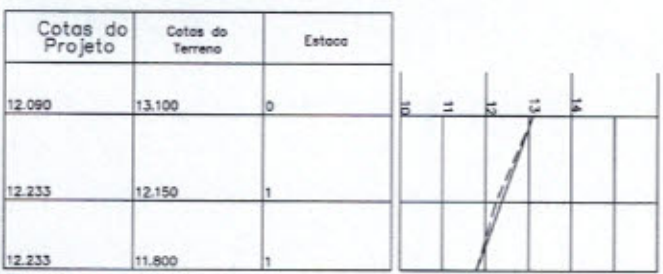 Cotas do Projeto
Cotas do Terreno
Estaca
12.090 13.100 0
12.233 12.150 1
12.233 11.800 1
10 11 12 13 14